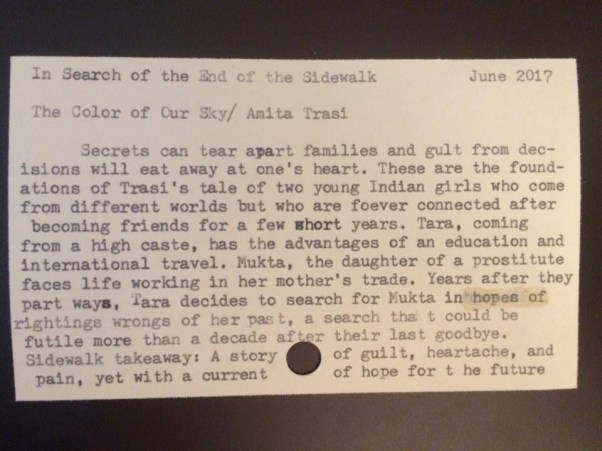 In Search of the End of the Sidewalk June 2017
The Color of Our Sky/ Amita Trasi
Secrets can tear apart families and gult from dec-
isions will eat away at one's heart. These are the found-
ations of Trasi's tale of two young Indian girls who come
from different worlds but who are foever connected after
becoming friends for a few short years. Tara, coming
from a high caste, has the advantages of an education and
international travel. Mukta, the daughter of a prostitute
faces life working in her mother's trade. Years after they
part ways, Tara decides to search for Mukta in hopes of
rightings wrongs of her past, a search tha t could be
futile more than a decade after their last goodbye.
Sidewalk takeaway: A story of guilt, heartache, and
pain, yet with a current of hope for t he future